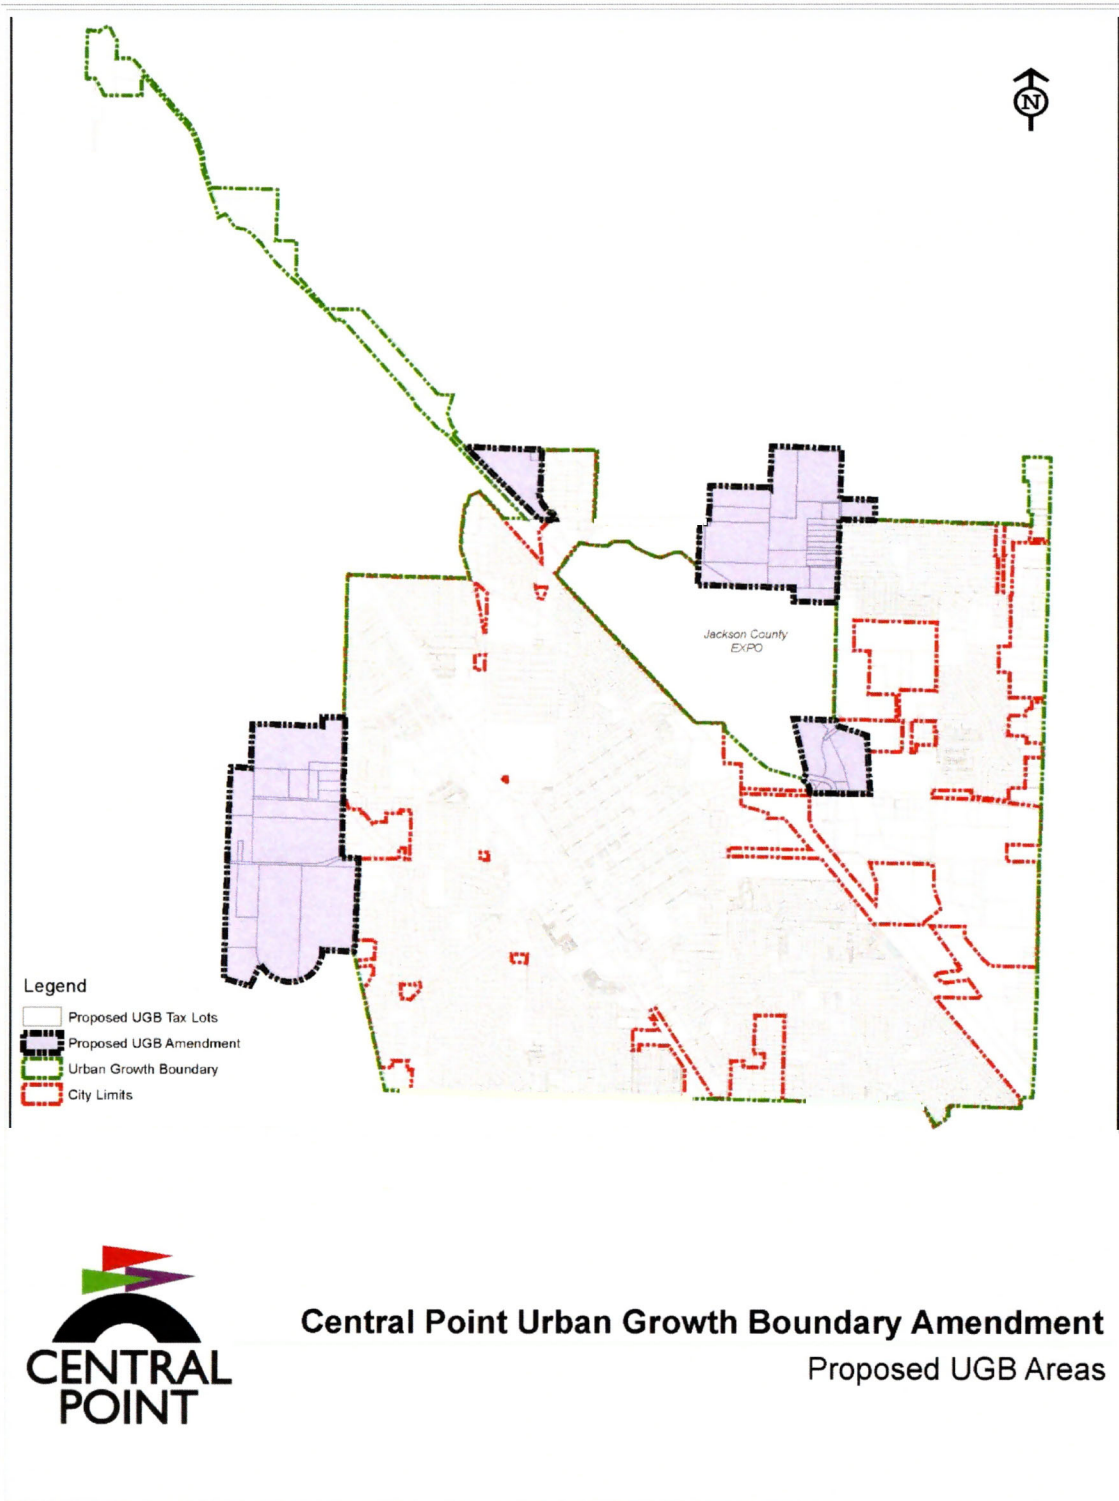 N
Jackson County
EXPO
Legend
Proposed UGB Tax Lots
Proposed UGB Amendment
Urban Growth Boundary
City Limits
CENTRAL
POINT
Central Point Urban Growth Boundary Amendment
Proposed UGB Areas